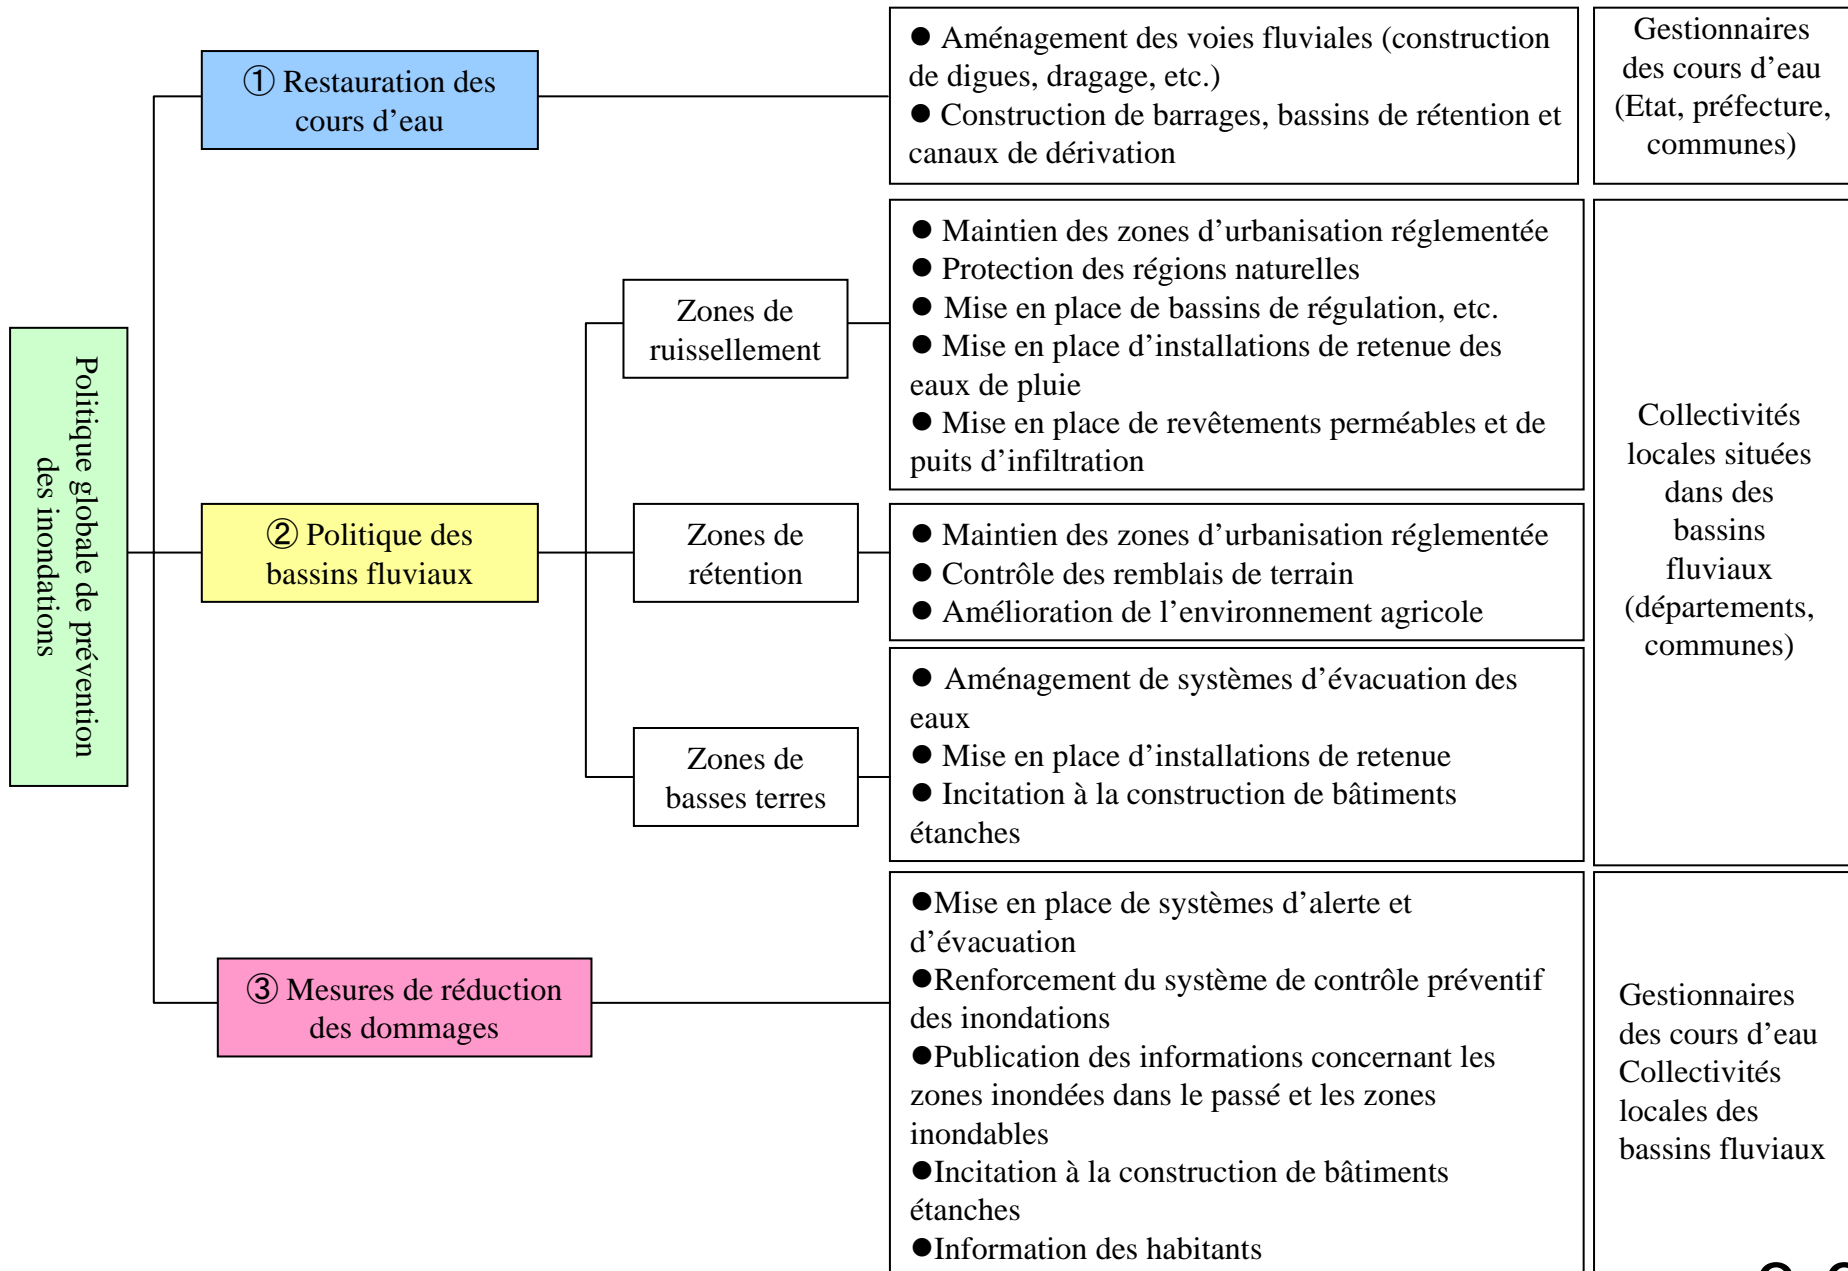 Politique globale de prévention
des inondations
① Restauration des
cours d’eau
● Aménagement des voies fluviales (construction
de digues, dragage, etc.)
● Construction de barrages, bassins de rétention et
canaux de dérivation
Gestionnaires
des cours d’eau
(Etat, préfecture,
communes)
② Politique des
bassins fluviaux
Zones de
ruissellement
● Maintien des zones d’urbanisation réglementée
● Protection des régions naturelles
● Mise en place de bassins de régulation, etc.
● Mise en place d’installations de retenue des
eaux de pluie
● Mise en place de revêtements perméables et de
puits d’infiltration
Zones de
rétention
● Maintien des zones d’urbanisation réglementée
● Contrôle des remblais de terrain
● Amélioration de l’environnement agricole
Zones de
basses terres
● Aménagement de systèmes d’évacuation des
eaux
● Mise en place d’installations de retenue
● Incitation à la construction de bâtiments
étanches
Collectivités
locales situées
dans des
bassins
fluviaux
(départements,
communes)
③ Mesures de réduction
des dommages
●Mise en place de systèmes d’alerte et
d’évacuation
●Renforcement du système de contrôle préventif
des inondations
●Publication des informations concernant les
zones inondées dans le passé et les zones
inondables
●Incitation à la construction de bâtiments
étanches
●Information des habitants
Gestionnaires
des cours d’eau
Collectivités
locales des
bassins fluviaux